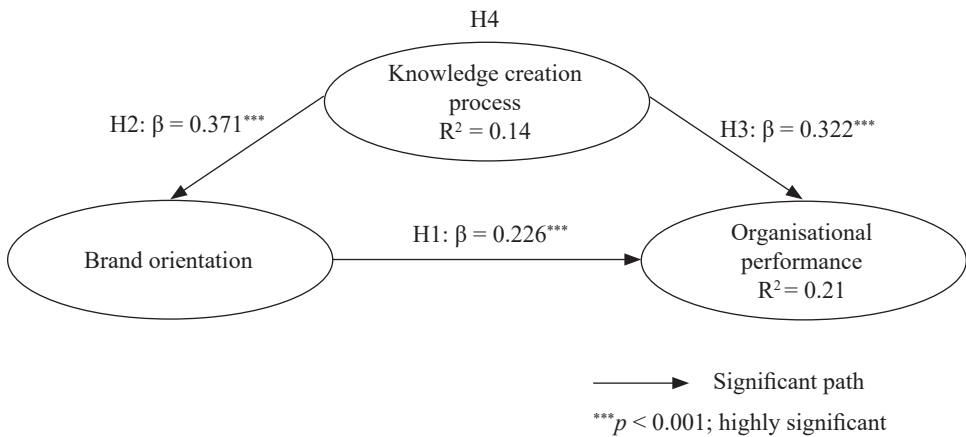 H4
Knowledge creation
process
R² = 0.14
H2: β = 0.371***
H3: β = 0.322***
H1: β = 0.226***
Brand orientation
Organisational
performance
R² = 0.21
Significant path
***p < 0.001; highly significant